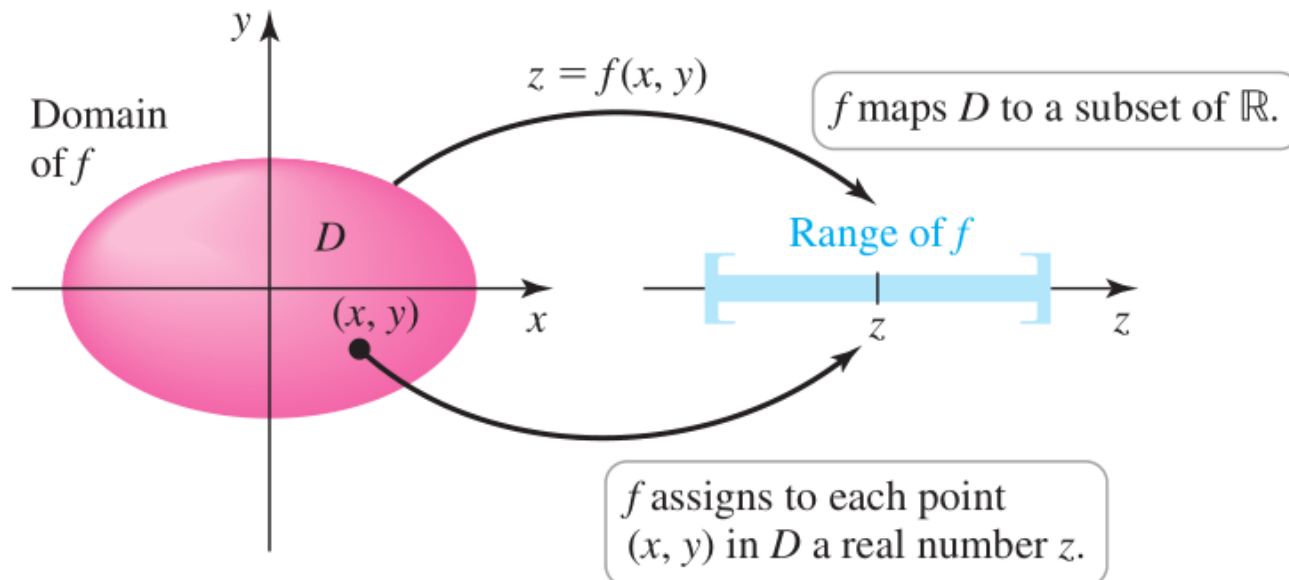 y
z = f(x, y)
f maps D to a subset of ℝ.
Domain
of f
D
Range of f
(x, y)
x
z
z
f assigns to each point
(x, y) in D a real number z.